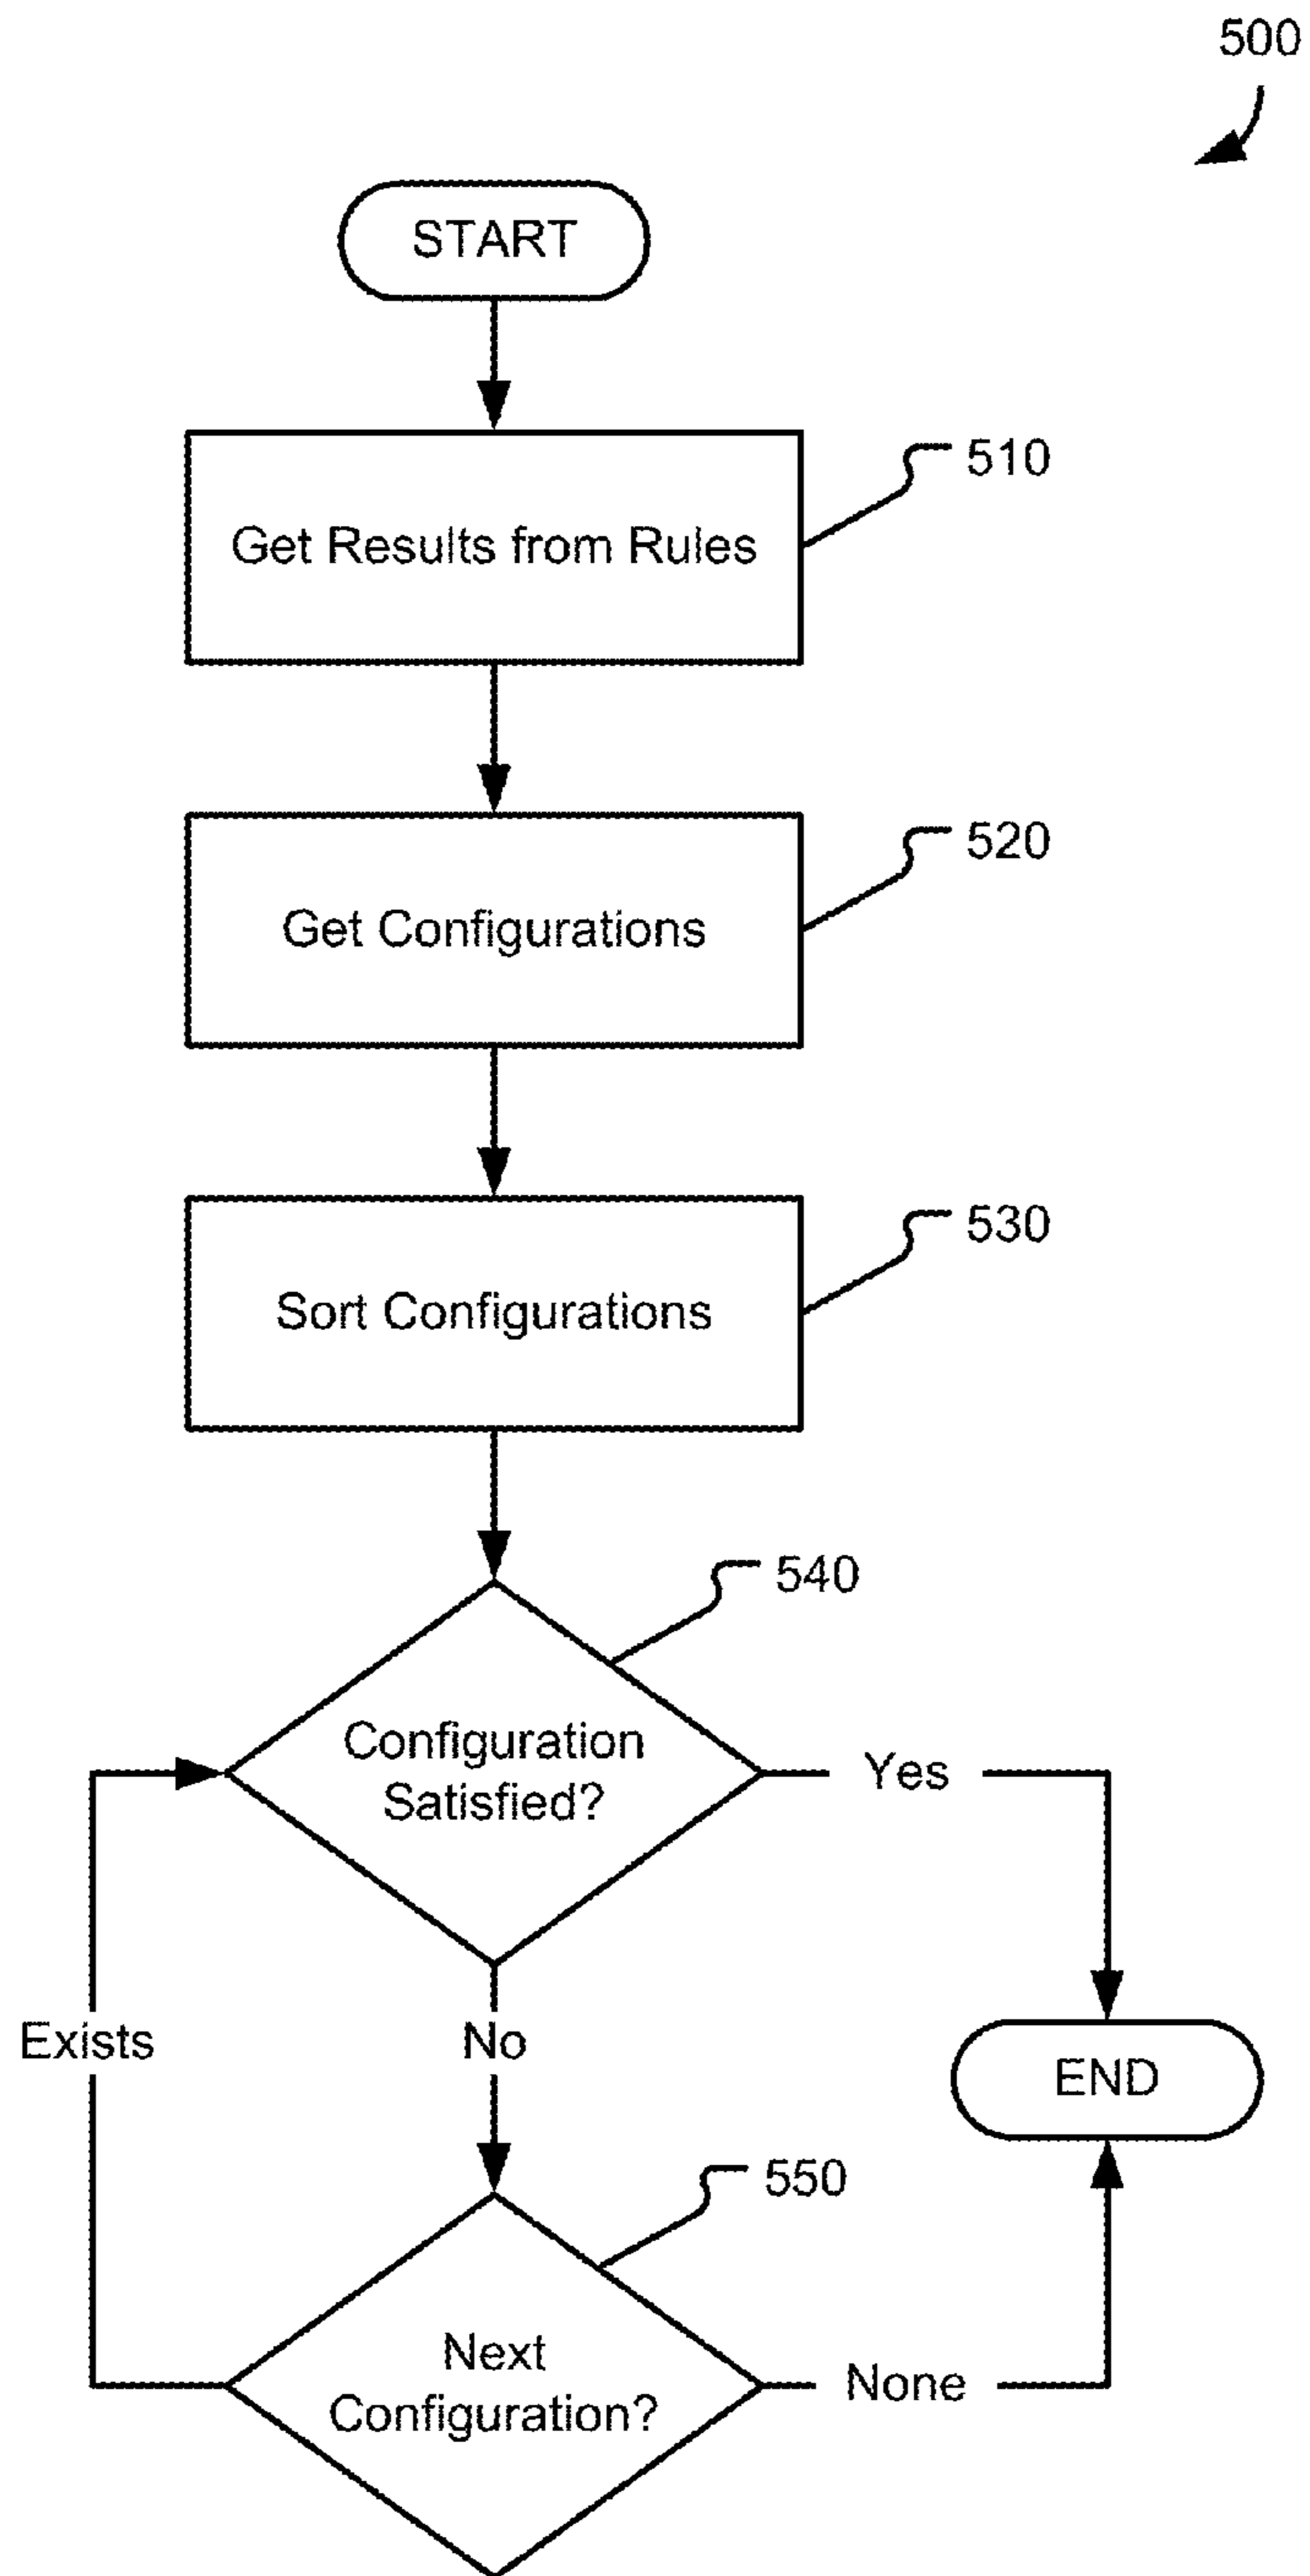 500
START
Get Results from Rules
510
Get Configurations
520
Sort Configurations
530
540
Configuration
Satisfied?
Yes
Exists
No
END
550
Next
Configuration?
None